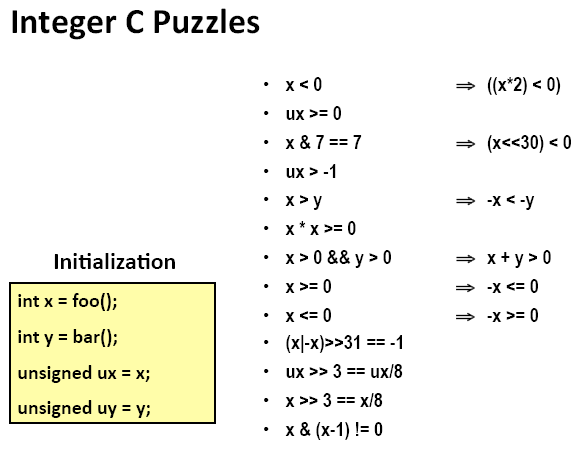 Integer C Puzzles
• x < 0 ⇒ ((x*2) < 0)
• ux >= 0
• x & 7 == 7 ⇒ (x<<30) < 0
• ux > -1
• x > y ⇒ -x < -y
• x * x >= 0
• x > 0 && y > 0 ⇒ x + y > 0
• x >= 0 ⇒ -x <= 0
• x <= 0 ⇒ -x >= 0
• (x|-x)>>31 == -1
• ux >> 3 == ux/8
• x >> 3 == x/8
• x & (x-1) != 0
Initialization
int x = foo();
int y = bar();
unsigned ux = x;
unsigned uy = y;